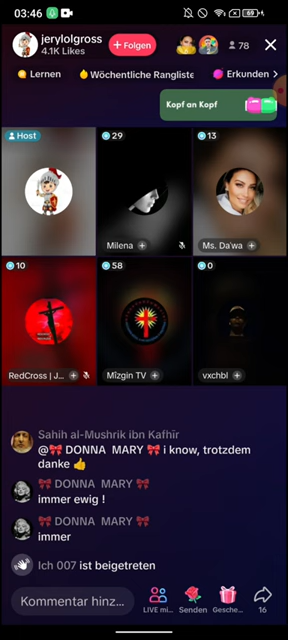 03:46
69
jerylolgross
4.1K Likes
+ Folgen
78
Lernen
Wöchentliche Rangliste
Erkunden
Kopf an Kopf
Host
29
13
Milena
Ms. Da'wa
10
58
0
RedCross | J...
Mîzgin TV
vxchbl
Sahih al-Mushrik ibn Kafhīr
@🎀 DONNA MARY 🎀 i know, trotzdem
danke 👍
🎀 DONNA MARY 🎀
immer ewig !
🎀 DONNA MARY 🎀
immer
Ich 007 ist beigetreten
Kommentar hinz...
LIVE mi...
Senden
Gesche...
16